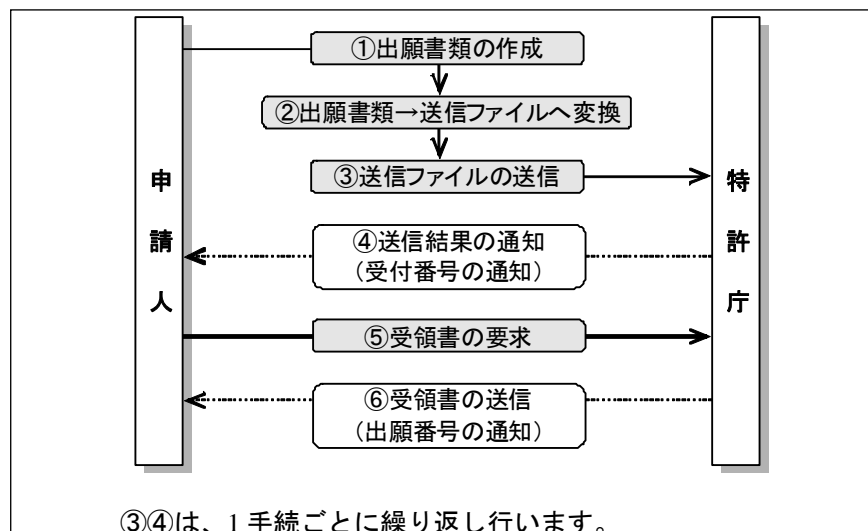 ①出願書類の作成
②出願書類→送信ファイルへ変換
③送信ファイルの送信
申請人
特許庁
④送信結果の通知
（受付番号の通知）
⑤受領書の要求
⑥受領書の送信
（出願番号の通知）
③④は、1手続ごとに繰り返し行います。